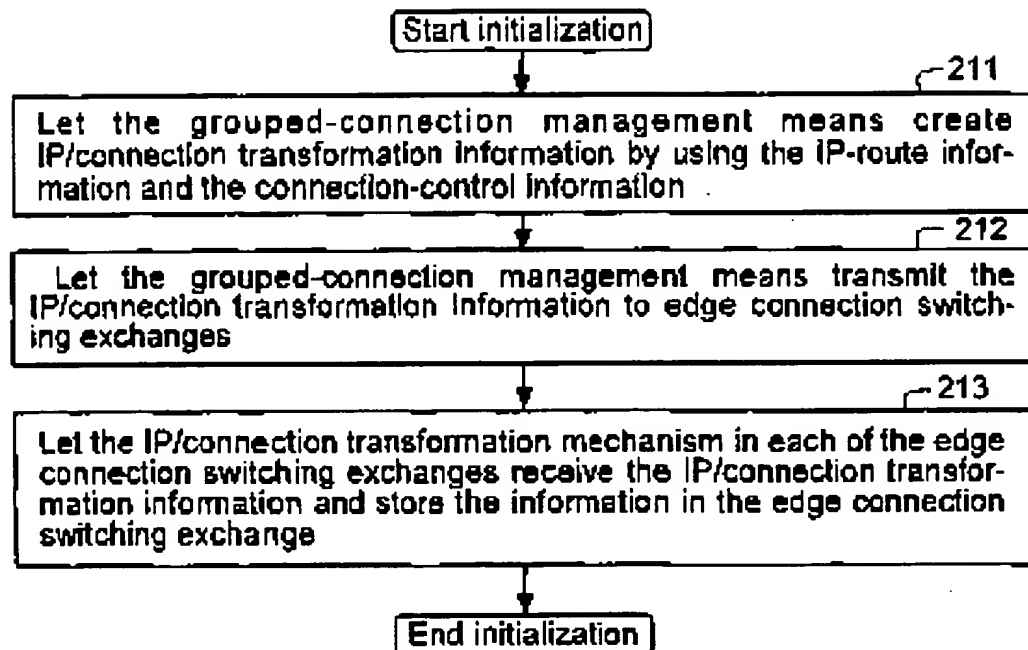 Start initialization
211
Let the grouped-connection management means create
IP/connection transformation information by using the IP-route infor-
mation and the connection-control information
212
Let the grouped-connection management means transmit the
IP/connection transformation information to edge connection switch-
ing exchanges
213
Let the IP/connection transformation mechanism in each of the edge
connection switching exchanges receive the IP/connection transfor-
mation information and store the information in the edge connection
switching exchange
End initialization